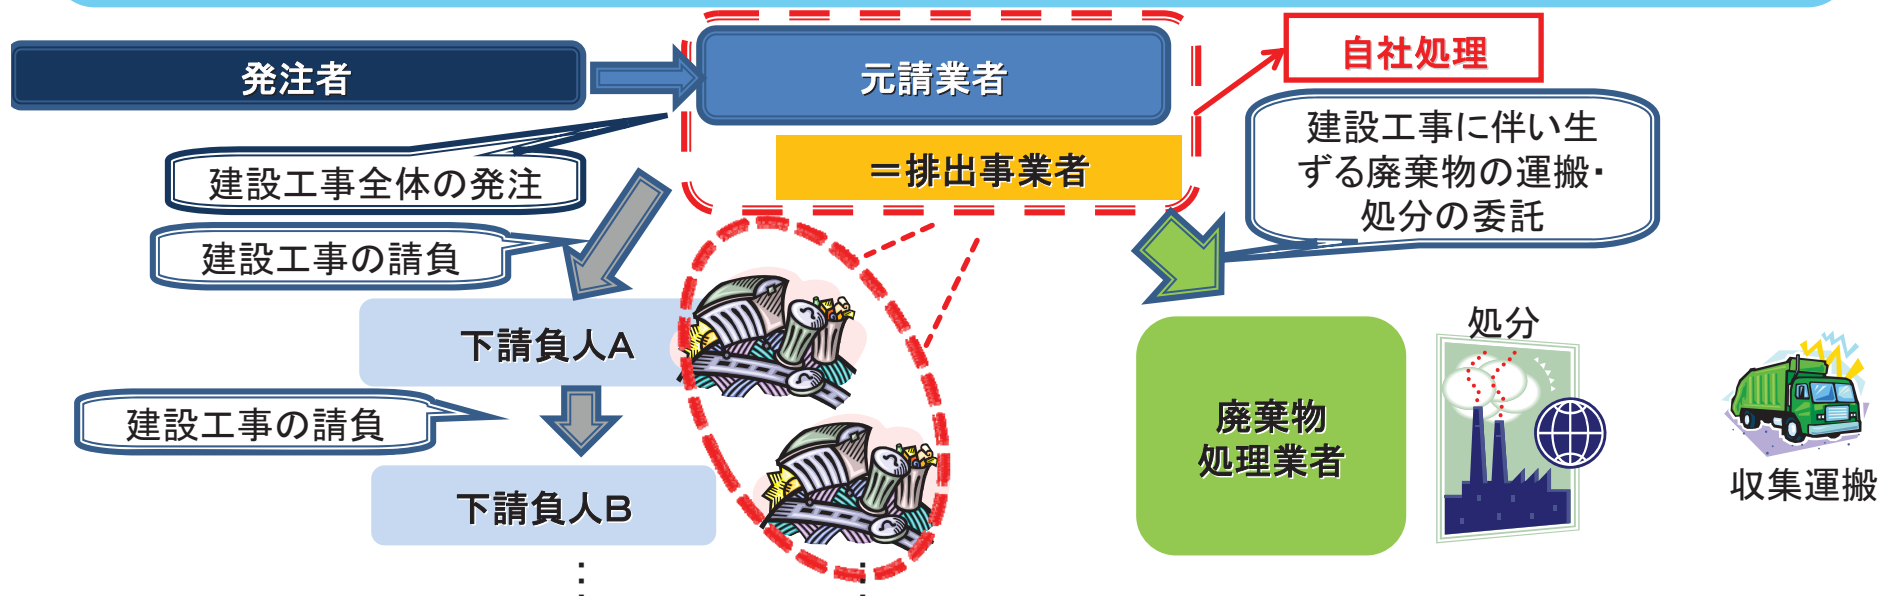 発注者
元請業者
自社処理
＝排出事業者
建設工事全体の発注
建設工事に伴い生
ずる廃棄物の運搬・
処分の委託
建設工事の請負
下請負人A
建設工事の請負
下請負人B
廃棄物
処理業者
処分
収集運搬